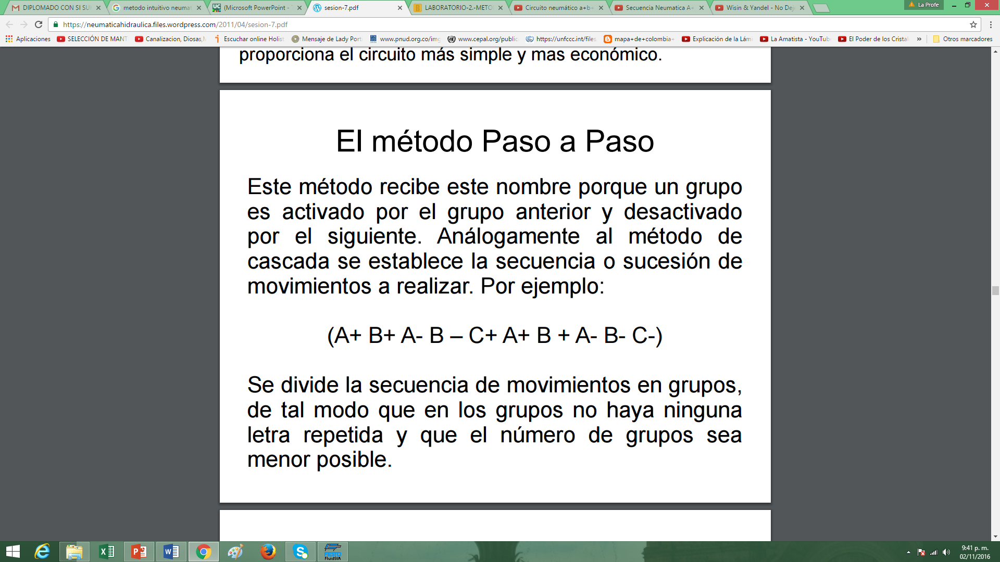 DIPLOMADO CON SI SU
metodo intuitivo neumat
(Microsoft PowerPoint -
sesion-7.pdf
LABORATORIO-2.-METO
Circuito neumático a+b+
Secuencia Neumatica A+
Wisin & Yandel - No Dej
La Profe
https://neumaticahidraulica.files.wordpress.com/2011/04/sesion-7.pdf
Aplicaciones
SELECCIÓN DE MANT
Canalizacion, Diosas,
Escuchar online Holist
Mensaje de Lady Port
www.pnud.org.co/img
www.cepal.org/public
https://unfccc.int/files
mapa+de+colombia+
Explicación de la Lámi
La Amatista - YouTub
El Poder de los Cristal
»
Otros marcadores
proporciona el circuito más simple y mas económico.
El método Paso a Paso
Este método recibe este nombre porque un grupo
es activado por el grupo anterior y desactivado
por el siguiente. Análogamente al método de
cascada se establece la secuencia o sucesión de
movimientos a realizar. Por ejemplo:
(A+ B+ A- B – C+ A+ B + A- B- C-)
Se divide la secuencia de movimientos en grupos,
de tal modo que en los grupos no haya ninguna
letra repetida y que el número de grupos sea
menor posible.
FESTO
FluidSIM
9:41 p. m.
02/11/2016